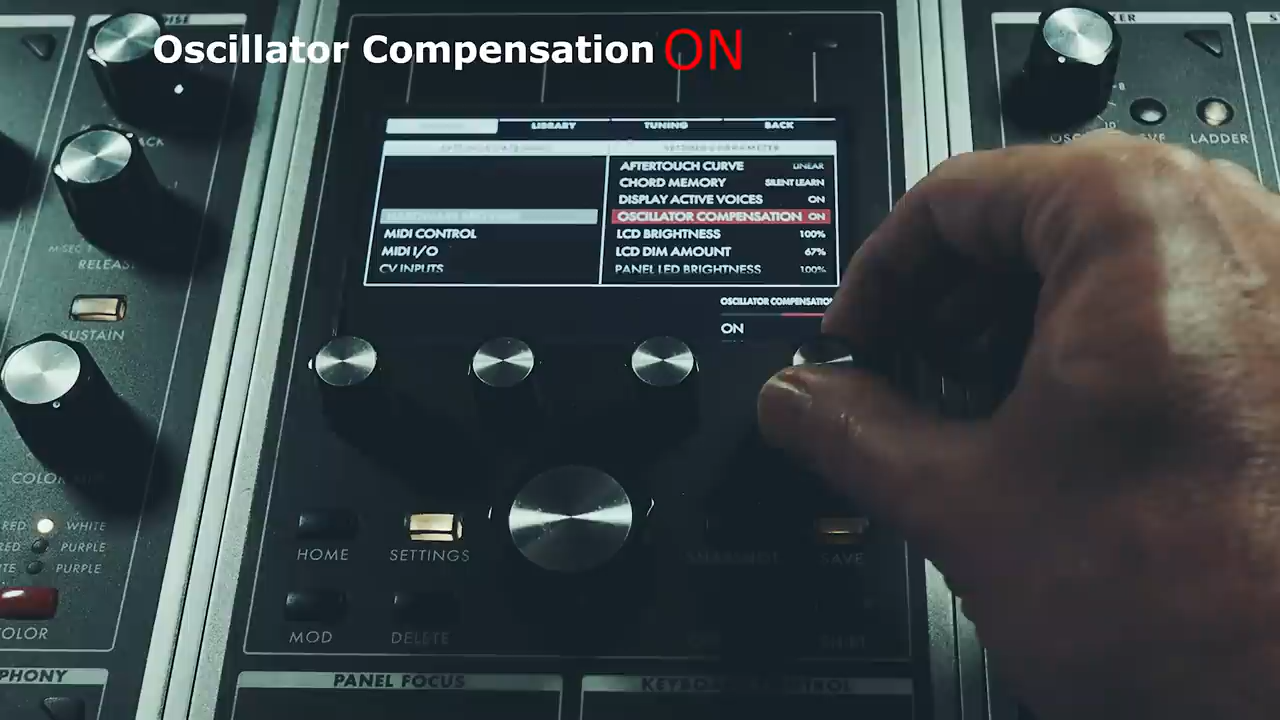 Oscillator Compensation ON
LIBRARY
TUNING
BACK
AFTERTOUCH CURVE LINEAR
CHORD MEMORY SILENT LEARN
DISPLAY ACTIVE VOICES ON
OSCILLATOR COMPENSATION ON
MIDI CONTROL
LCD BRIGHTNESS 100%
MIDI I/O
LCD DIM AMOUNT 67%
CV INPUTS
PANEL LED BRIGHTNESS 100%
OSCILLATOR COMPENSATION
ON
LADDER
RELEASE
SUSTAIN
RED WHITE
RED PURPLE
PURPLE
HOME
SETTINGS
SNAPSHOT
SAVE
MOD
DELETE
PANEL FOCUS